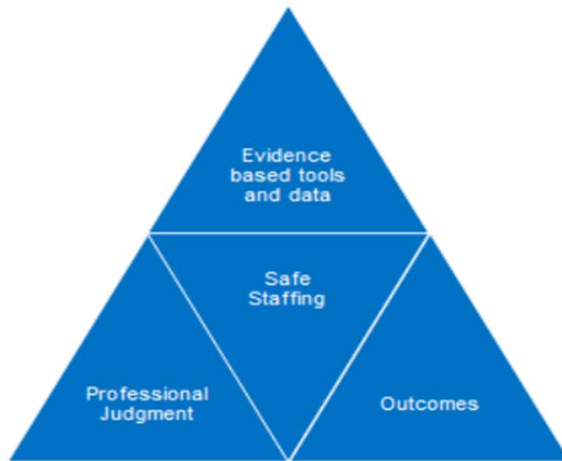 Evidence
based tools
and data
Safe
Staffing
Professional
Judgment
Outcomes